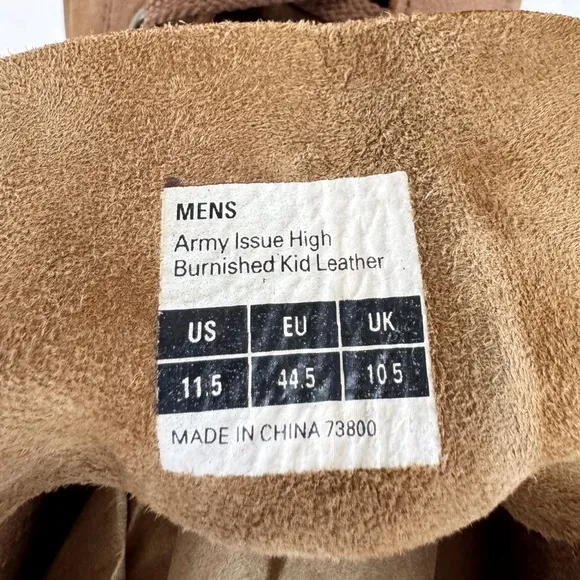 MENS
Army Issue High
Burnished Kid Leather
US EU UK
11.5 44.5 10.5
MADE IN CHINA 73800